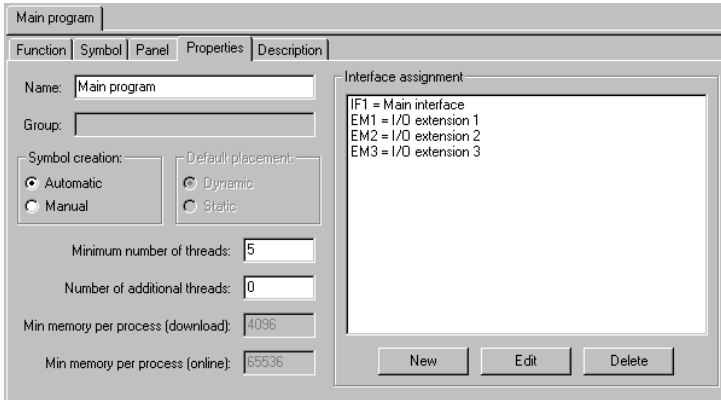 Main program
Function Symbol Panel Properties Description
Name: Main program
Group:
Symbol creation:
Automatic
Manual
Default placement:
Dynamic
Static
Minimum number of threads: 5
Number of additional threads: 0
Min memory per process (download): 4096
Min memory per process (online): 65536
Interface assignment
IF1 = Main interface
EM1 = I/O extension 1
EM2 = I/O extension 2
EM3 = I/O extension 3
New Edit Delete